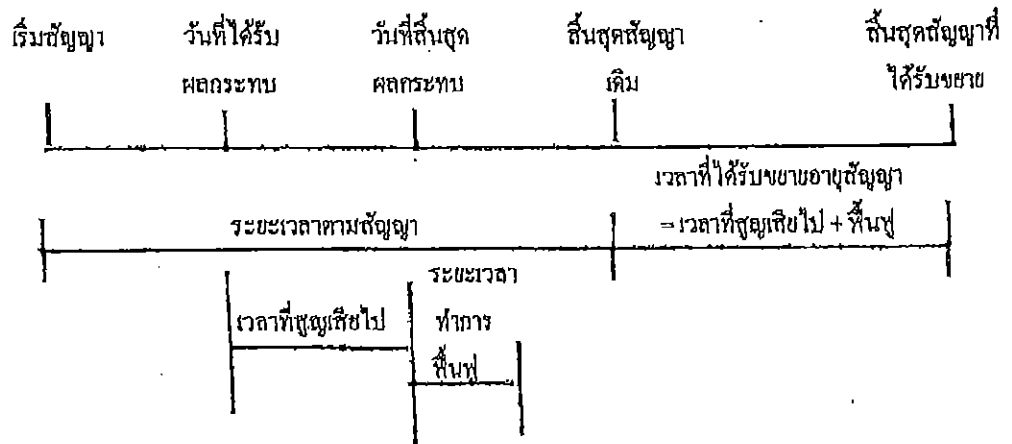 เริ่มสัญญา วันที่ได้รับ วันที่สิ้นสุด สิ้นสุดสัญญา สิ้นสุดสัญญาที่
ผลกระทบ ผลกระทบ เดิม ได้รับขยาย
เวลาที่ได้รับขยายอายุสัญญา
ระยะเวลาตามสัญญา =เวลาที่สูญเสียไป + ฟื้นฟู
ระยะเวลา
เวลาที่สูญเสียไป ทำการ
ฟื้นฟู